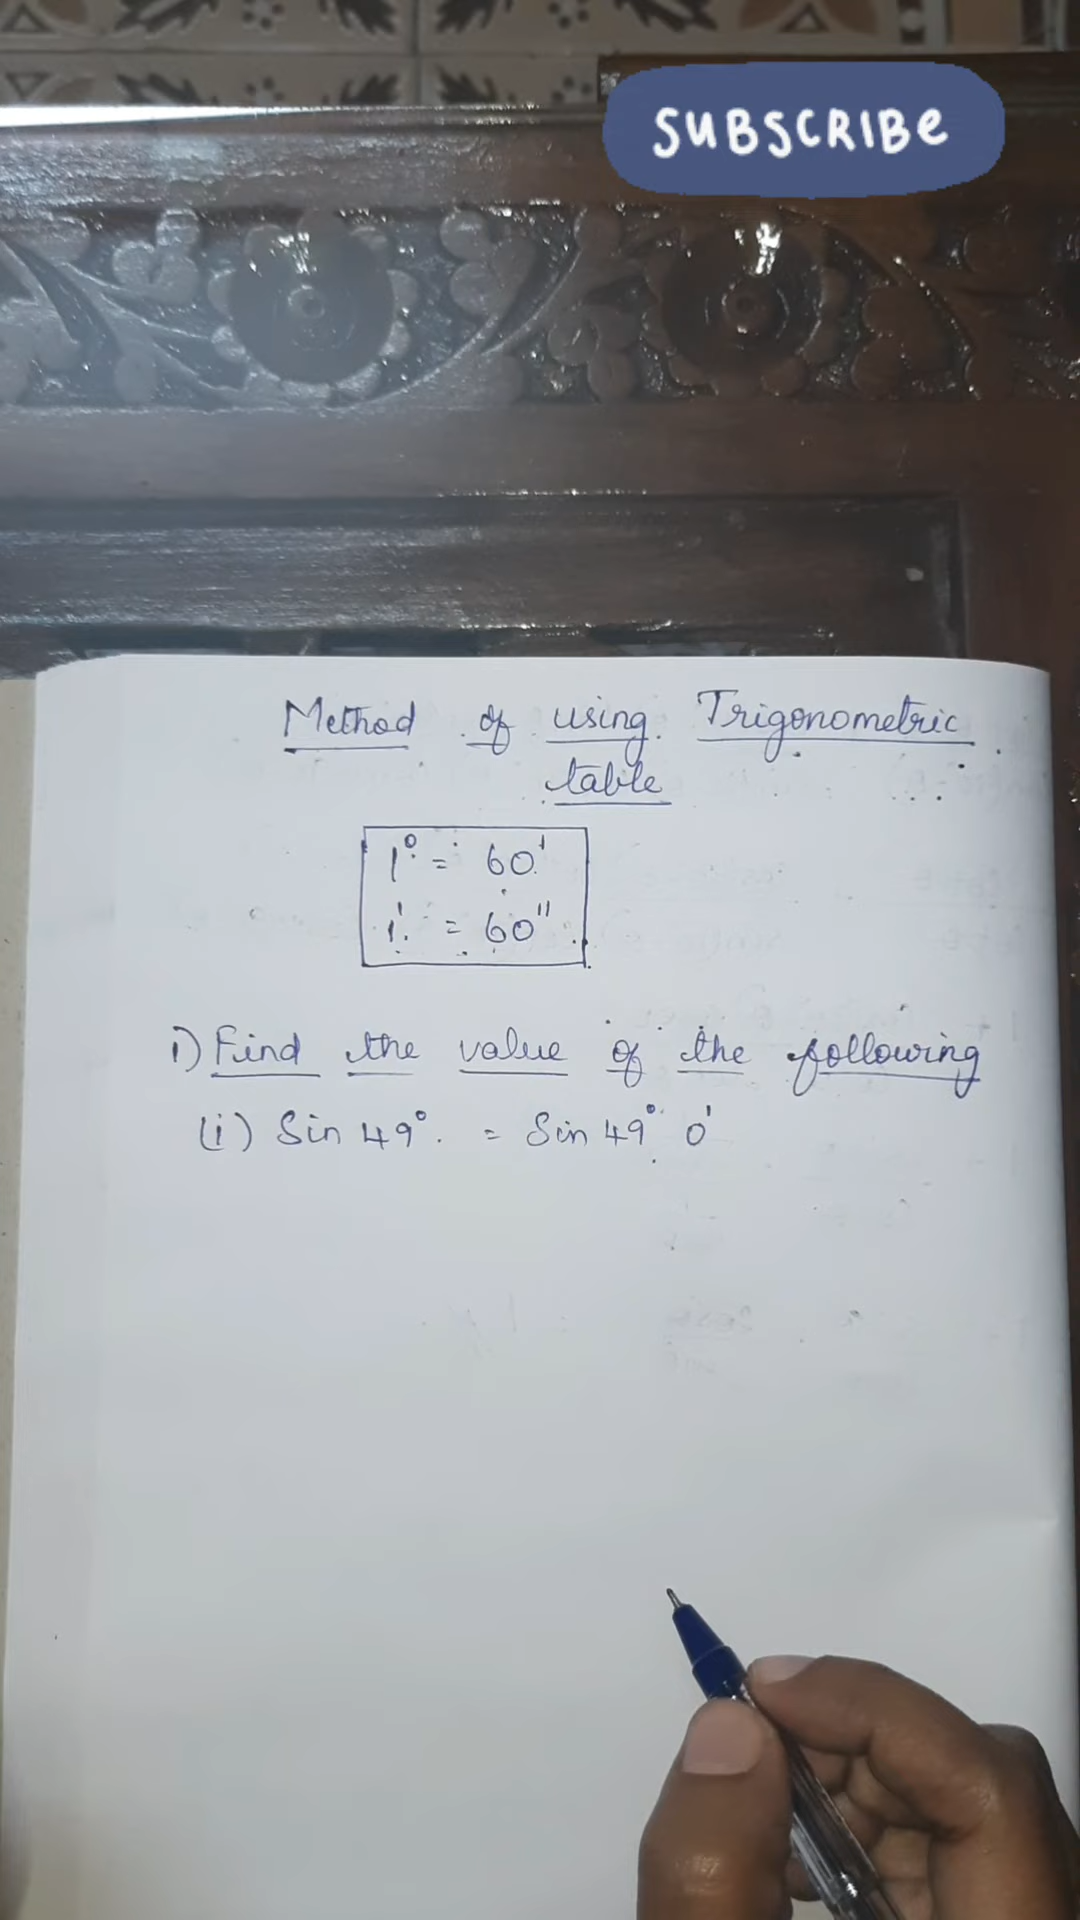 SUBSCRIBe
Method of using Trigonometric
table
1° = 60'
1' = 60"
i) Find the value of the following
(i) Sin 49° = Sin 49° 0'